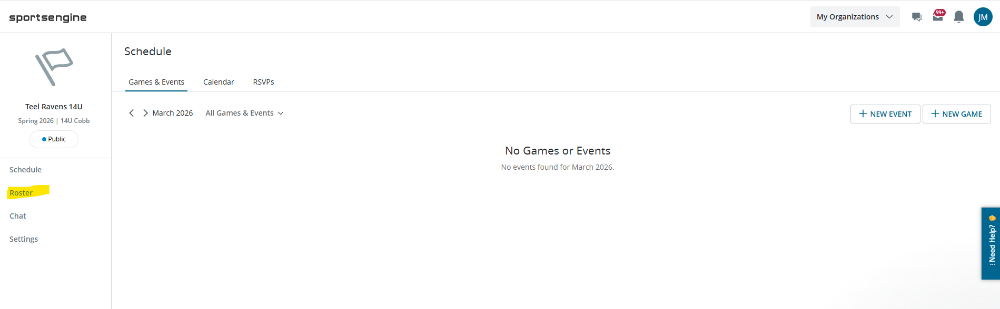 sportsengine
My Organizations
99+
JM
Teel Ravens 14U
Spring 2026 | 14U Cobb
Public
Schedule
Roster
Chat
Settings
Schedule
Games & Events Calendar RSVPs
March 2026 All Games & Events
NEW EVENT NEW GAME
No Games or Events
No events found for March 2026.
Need Help?